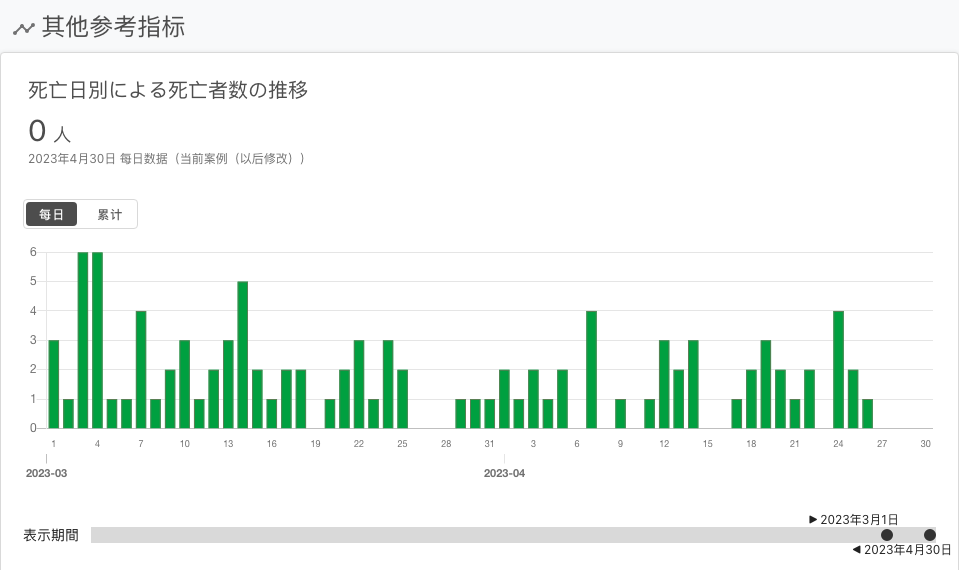 其他参考指标
死亡日別による死亡者数の推移
0 人
2023年4月30日 每日数据（当前案例（以后修改））
每日 累计
6
5
4
3
2
1
0
1 4 7 10 13 16 19 22 25 28 31 3 6 9 12 15 18 21 24 27 30
2023-03 2023-04
▶ 2023年3月1日
表示期間
◀ 2023年4月30日